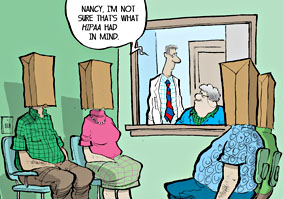 NANCY, I'M NOT
SURE THAT'S WHAT
HIPAA HAD
IN MIND.